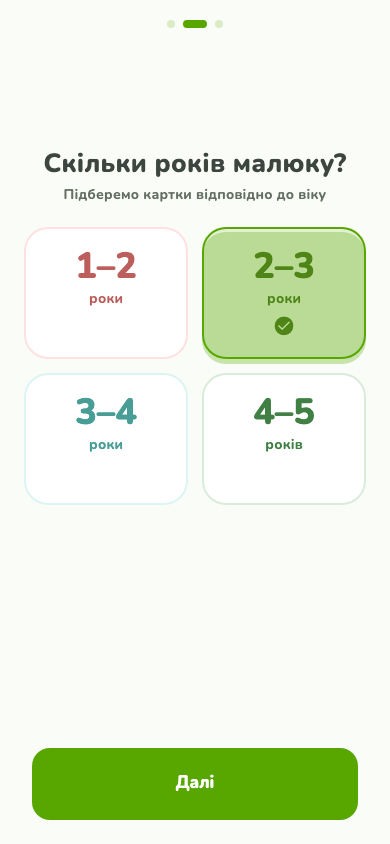 Скільки років малюку?
Підберемо картки відповідно до віку
1–2
роки
2–3
роки
3–4
роки
4–5
років
Далі